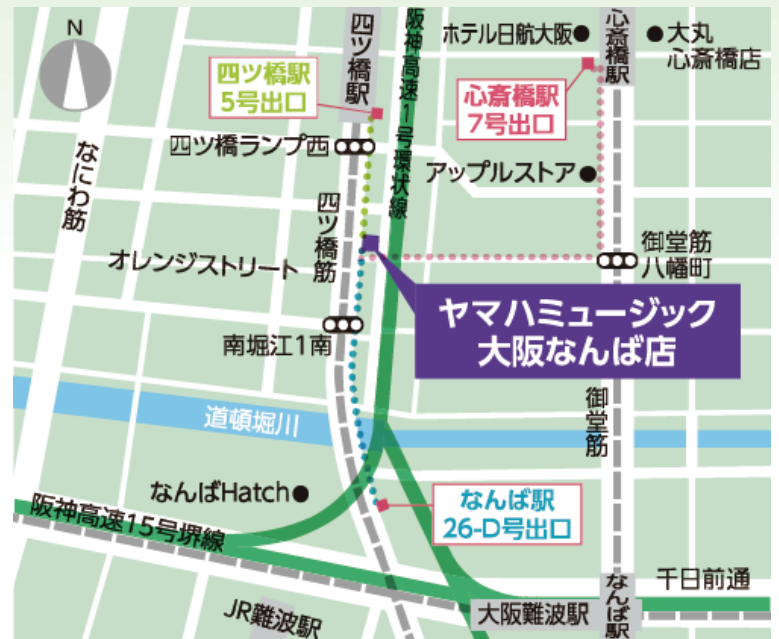 N
四ツ橋駅
阪神高速1号環状線
ホテル日航大阪
心斎橋駅
大丸
心斎橋店
四ツ橋駅
5号出口
心斎橋駅
7号出口
四ツ橋ランプ西
なにわ筋
アップルストア
四ツ橋筋
オレンジストリート
御堂筋
八幡町
ヤマハミュージック
大阪なんば店
南堀江1南
御堂筋
道頓堀川
なんばHatch
なんば駅
26-D号出口
阪神高速15号堺線
千日前通
JR難波駅
大阪難波駅
なんば駅